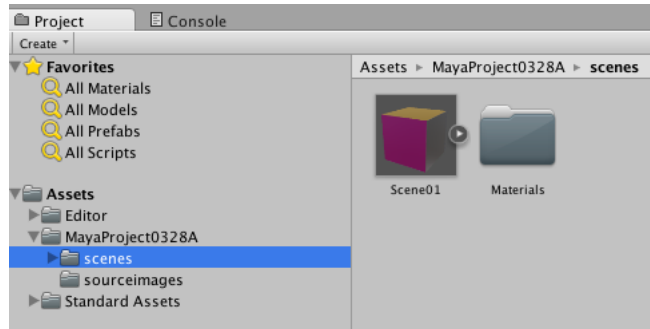 Project
Console
Create
Favorites
All Materials
All Models
All Prefabs
All Scripts
Assets
Editor
MayaProject0328A
scenes
sourceimages
Standard Assets
Assets MayaProject0328A scenes
Scene01
Materials